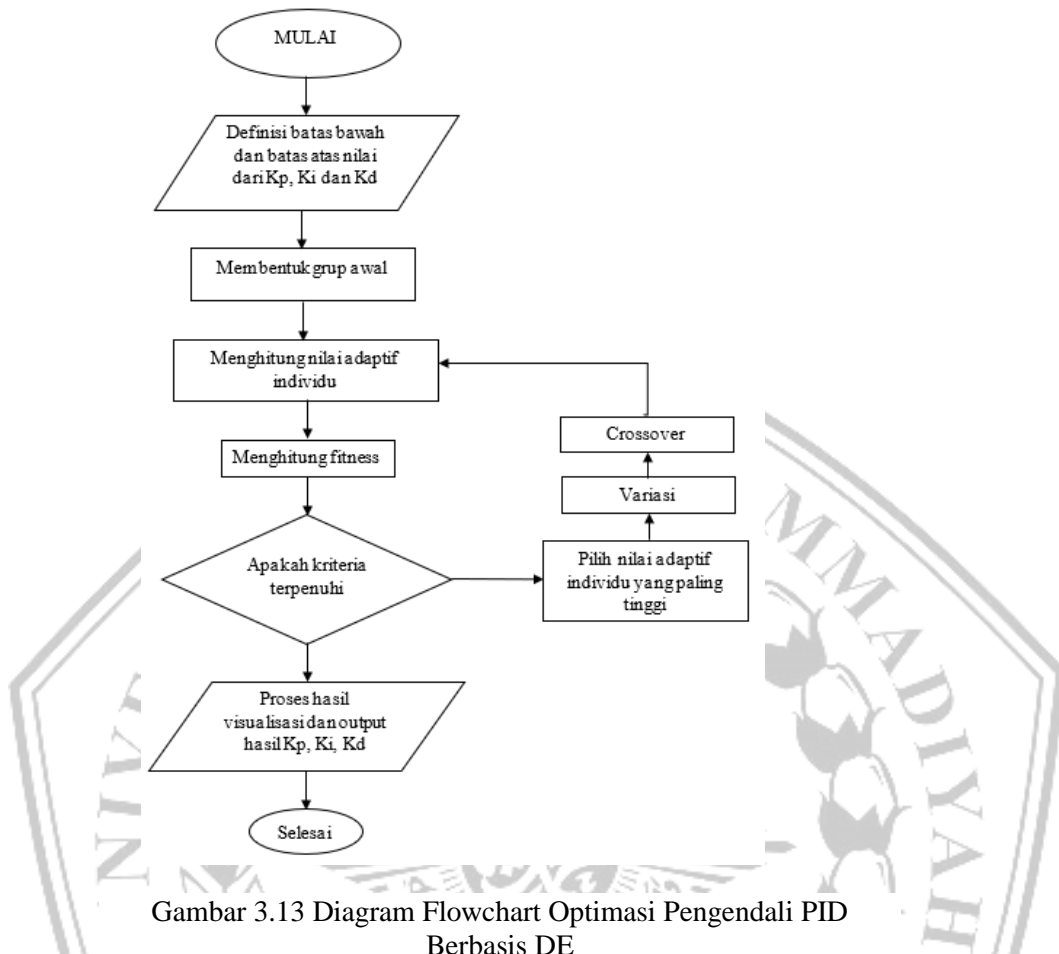 MULAI
Definisi batas bawah
dan batas atas nilai
dari Kp, Ki dan Kd
Membentuk grup awal
Menghitung nilai adaptif
individu
Menghitung fitness
Apakah kriteria
terpenuhi
Pilih nilai adaptif
individu yang paling
tinggi
Variasi
Crossover
Proses hasil
visualisasi dan output
hasil Kp, Ki, Kd
Selesai
Gambar 3.13 Diagram Flowchart Optimasi Pengendali PID
Berbasis DE